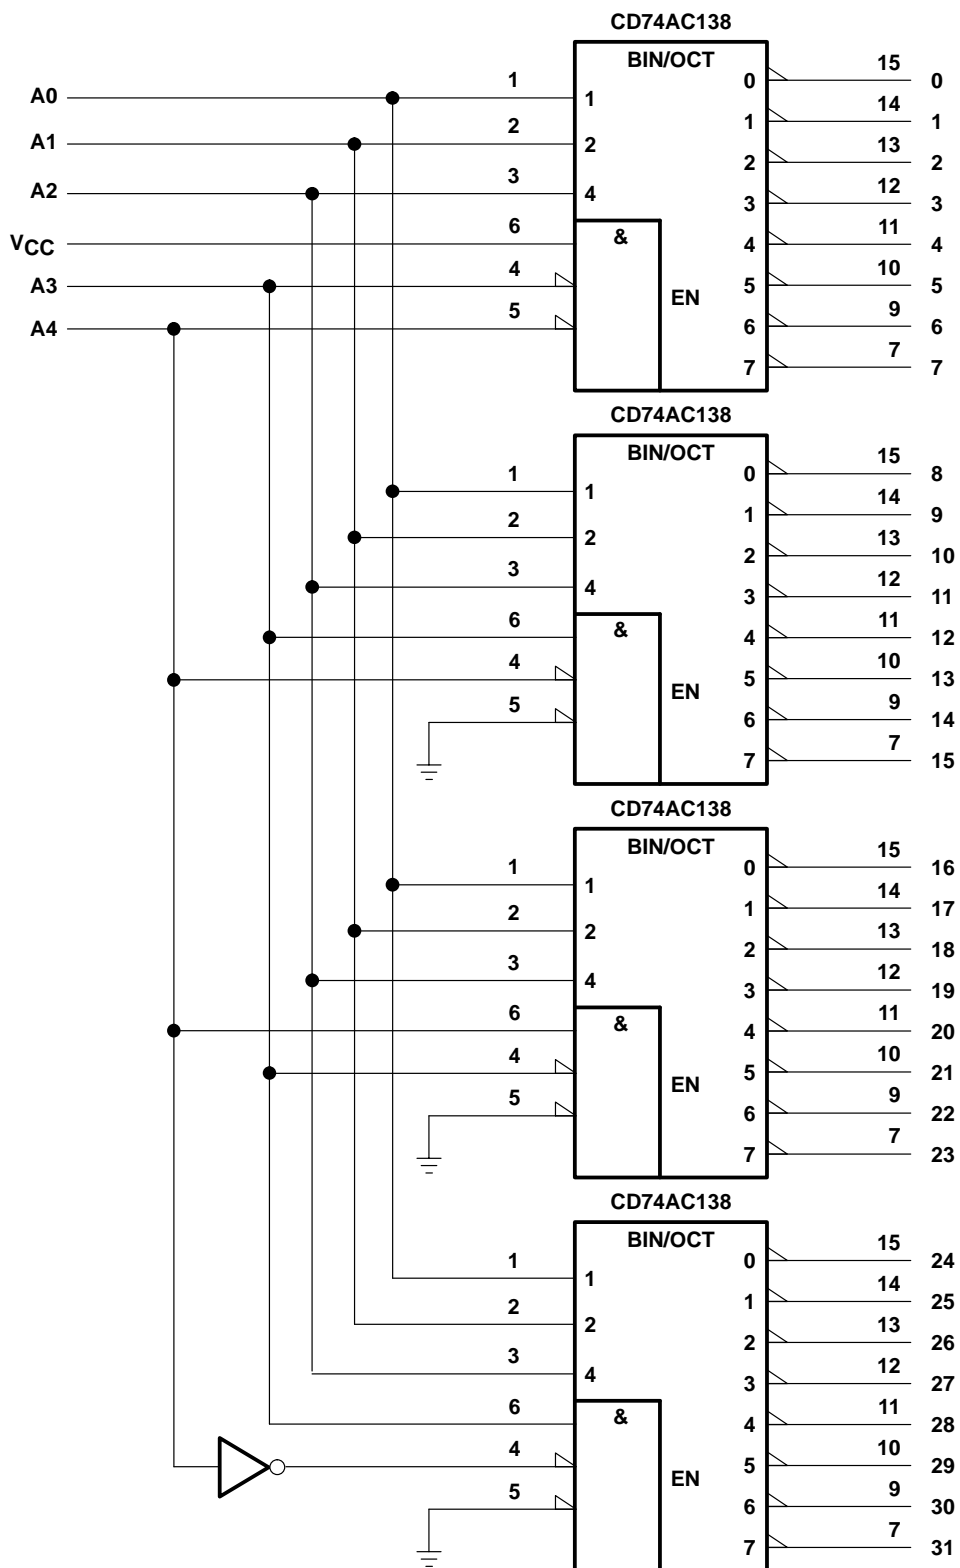 CD74AC138
BIN/OCT
A0 1 1 0 15 0
A1 2 2 1 14 1
A2 3 4 2 13 2
3 12 3
VCC 6 & 4 11 4
A3 4 EN 5 10 5
A4 5 6 9 6
7 7 7
CD74AC138
BIN/OCT
1 1 0 15 8
2 2 1 14 9
3 4 2 13 10
3 12 11
6 & 4 11 12
4 EN 5 10 13
5 6 9 14
7 7 15
CD74AC138
BIN/OCT
1 1 0 15 16
2 2 1 14 17
3 4 2 13 18
3 12 19
6 & 4 11 20
4 EN 5 10 21
5 6 9 22
7 7 23
CD74AC138
BIN/OCT
1 1 0 15 24
2 2 1 14 25
3 4 2 13 26
3 12 27
6 & 4 11 28
4 EN 5 10 29
5 6 9 30
7 7 31